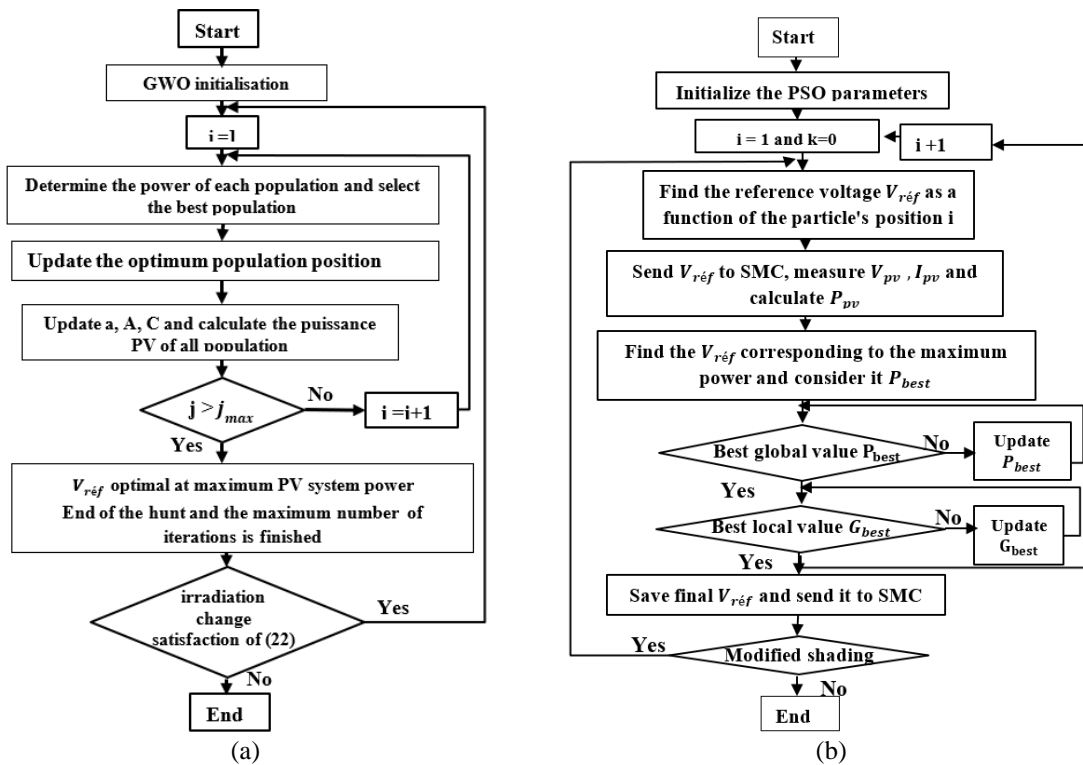 Start
GWO initialisation
i =1
Determine the power of each population and select
the best population
Update the optimum population position
Update a, A, C and calculate the puissance
PV of all population
j > j_max
No
i =i+1
Yes
V_réf optimal at maximum PV system power
End of the hunt and the maximum number of
iterations is finished
irradiation
change
satisfaction of (22)
Yes
No
End
(a)
Start
Initialize the PSO parameters
i = 1 and k=0
i +1
Find the reference voltage V_réf as a
function of the particle's position i
Send V_réf to SMC, measure V_pv , I_pv and
calculate P_pv
Find the V_réf corresponding to the maximum
power and consider it P_best
Best global value P_best
No
Update
P_best
Yes
Best local value G_best
No
Update
G_best
Yes
Save final V_réf and send it to SMC
Yes
Modified shading
No
End
(b)